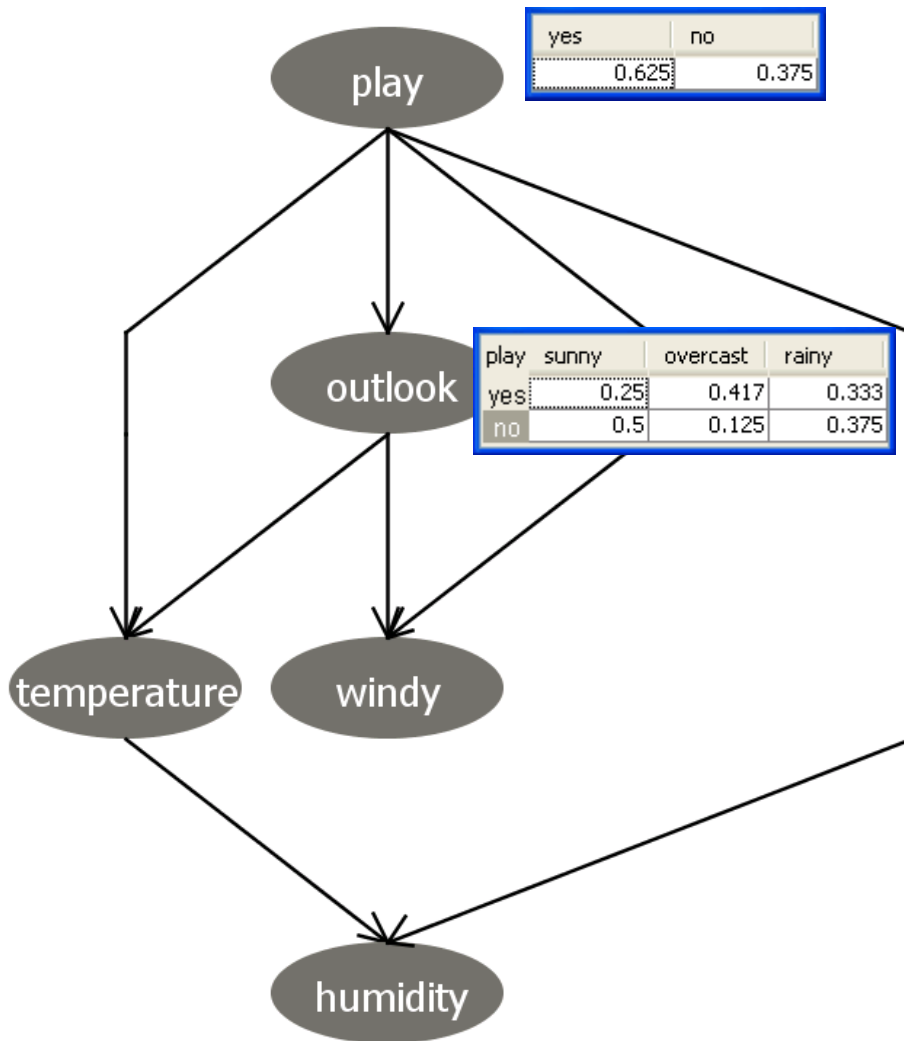 yes no
0.625 0.375
play
play sunny overcast rainy
yes 0.25 0.417 0.333
no 0.5 0.125 0.375
outlook
temperature
windy
humidity